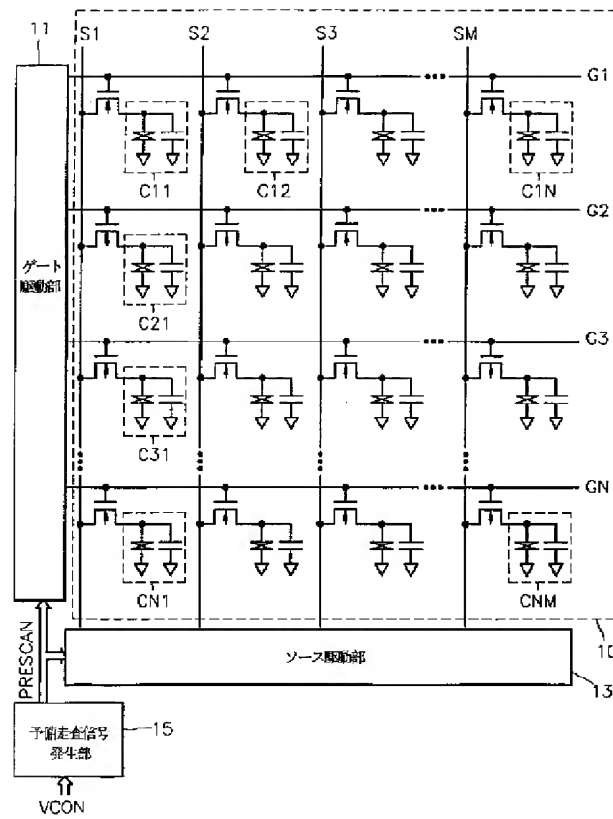 11
S1
S2
S3
SM
G1
C11
C12
C1N
G2
ゲート
駆動部
C21
G3
C31
GN
CN1
CNM
10
PRESCAN
ソース駆動部
13
予備走査信号
発生部
15
VCON